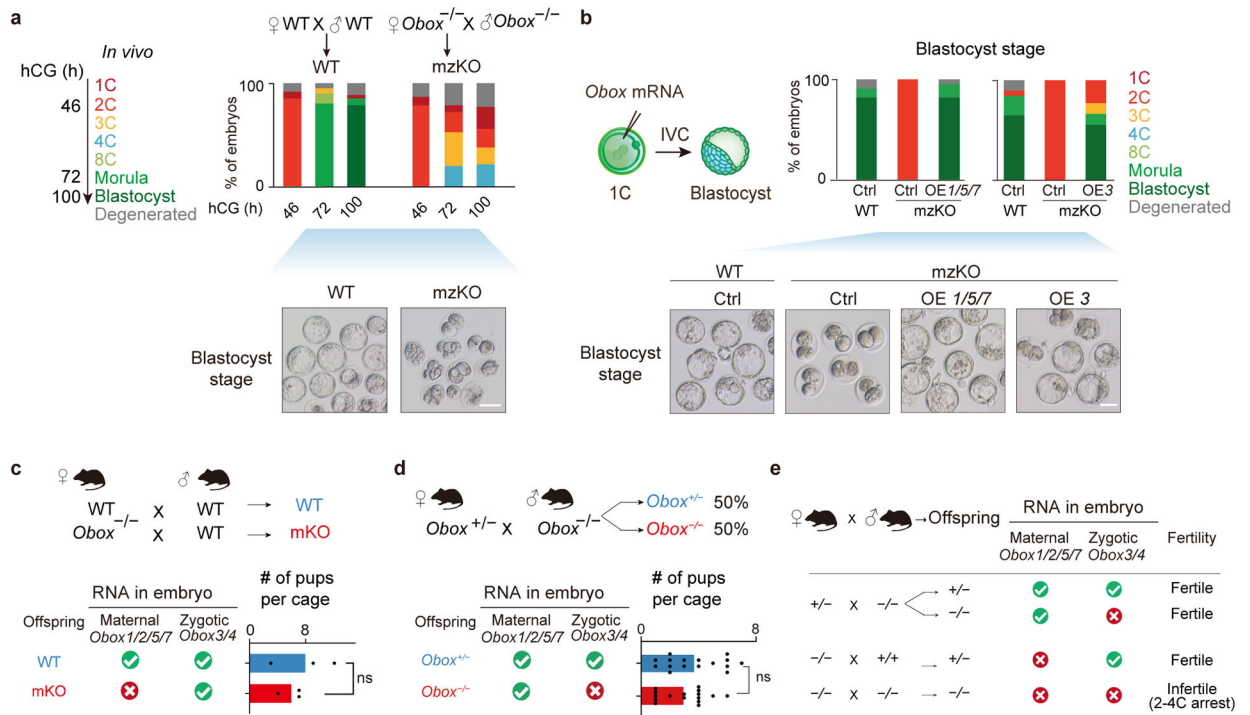 a
In vivo
hCG (h)
46
72
100
1C
2C
3C
4C
8C
Morula
Blastocyst
Degenerated
♀WT X ♂WT
♀Obox−/− X ♂Obox−/−
WT
mzKO
% of embryos
100
0
hCG (h)
46
72
100
46
72
100
WT
mzKO
Blastocyst
stage
b
Blastocyst stage
Obox mRNA
IVC
1C
Blastocyst
% of embryos
100
0
Ctrl
Ctrl
OE1/5/7
WT
mzKO
100
0
Ctrl
Ctrl
OE3
WT
mzKO
1C
2C
3C
4C
8C
Morula
Blastocyst
Degenerated
WT
mzKO
Ctrl
Ctrl
OE 1/5/7
OE 3
Blastocyst
stage
c
♀
♂
WT X WT → WT
Obox−/− X WT → mKO
RNA in embryo
# of pups
per cage
Offspring
Maternal
Obox1/2/5/7
Zygotic
Obox3/4
0
8
WT
mKO
ns
d
♀
♂
Obox+/− X Obox−/−
Obox+/− 50%
Obox−/− 50%
RNA in embryo
# of pups
per cage
Offspring
Maternal
Obox1/2/5/7
Zygotic
Obox3/4
0
4
8
Obox+/−
Obox−/−
ns
e
♀ x ♂ →Offspring
RNA in embryo
Maternal
Obox1/2/5/7
Zygotic
Obox3/4
Fertility
+/− X −/−
+/− Fertile
−/− Fertile
−/− X +/+ → +/− Fertile
−/− X −/− → −/− Infertile
(2-4C arrest)